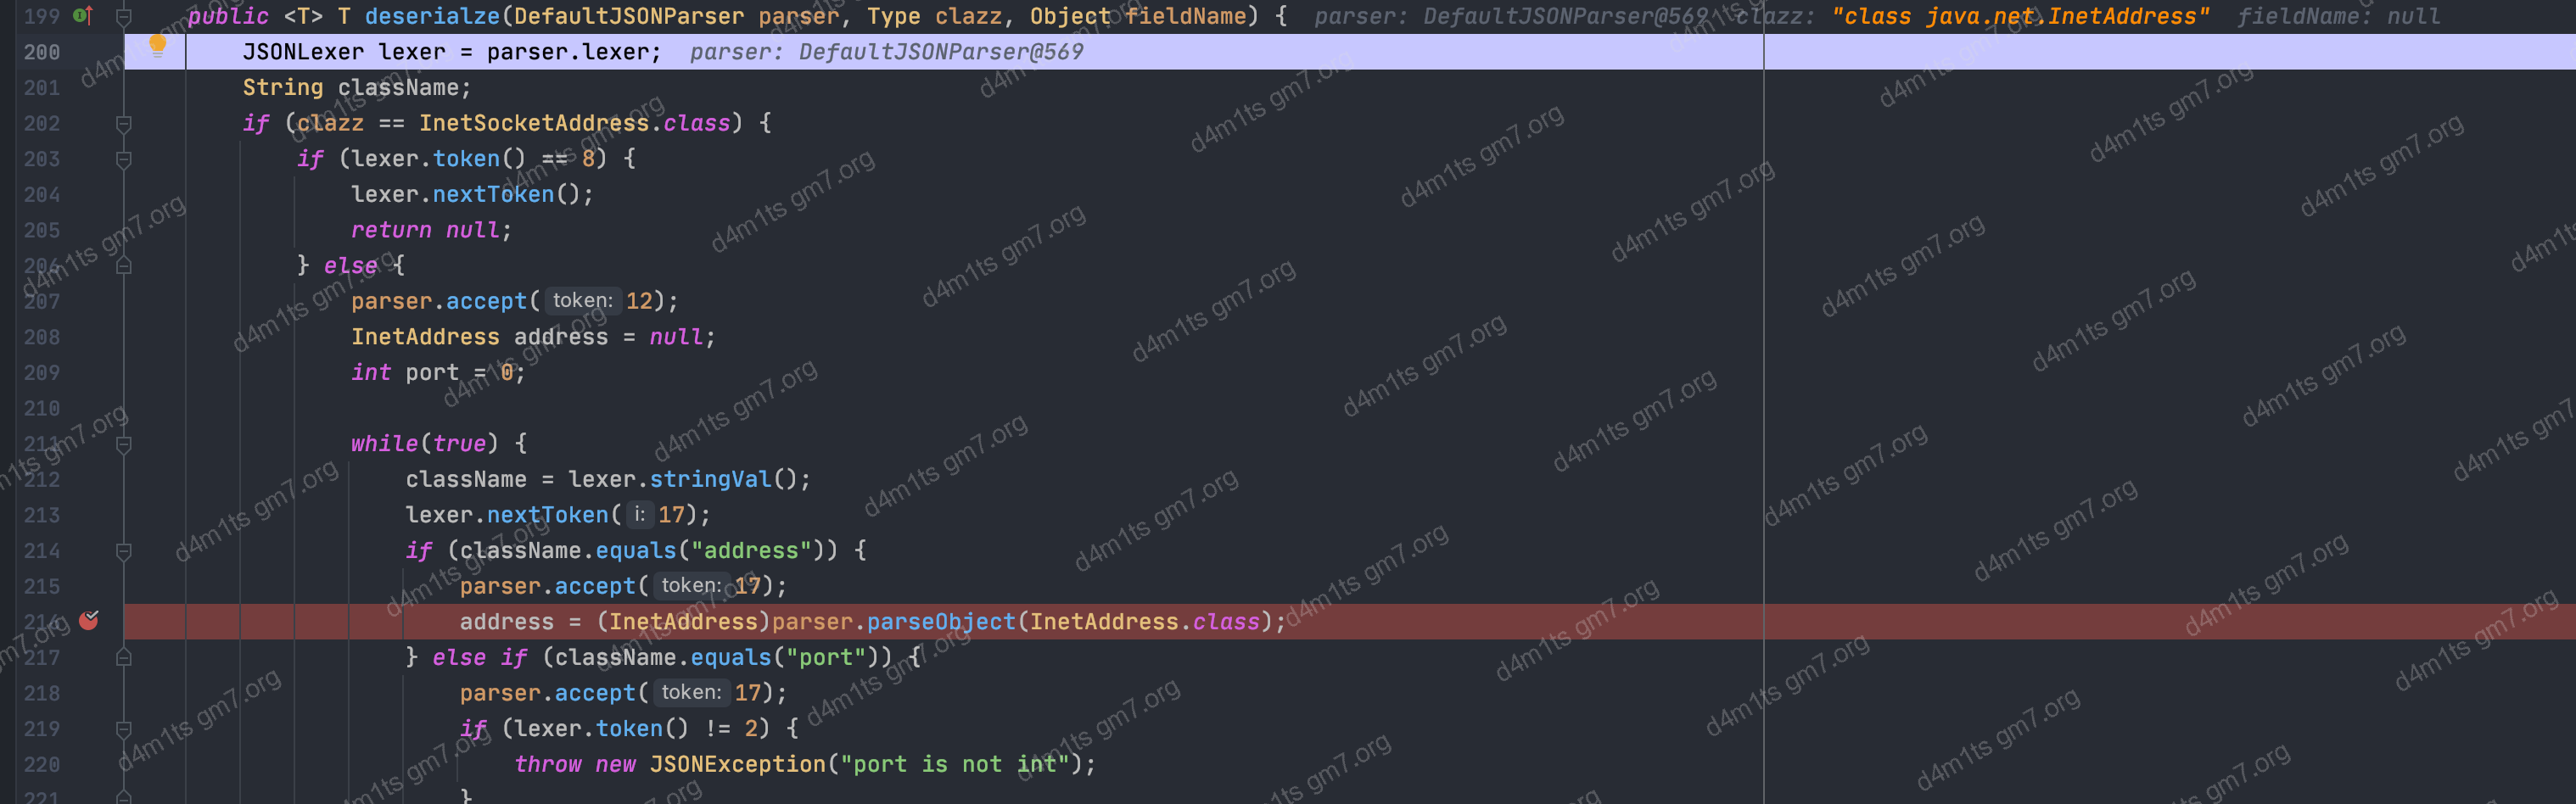 199 public <T> T deserialze(DefaultJSONParser parser, Type clazz, Object fieldName) { parser: DefaultJSONParser@569 clazz: "class java.net.InetAddress" fieldName: null
200 JSONLexer lexer = parser.lexer; parser: DefaultJSONParser@569
201 String className;
202 if (clazz == InetSocketAddress.class) {
203 if (lexer.token() == 8) {
204 lexer.nextToken();
205 return null;
206 } else {
207 parser.accept( token: 12);
208 InetAddress address = null;
209 int port = 0;
210
211 while(true) {
212 className = lexer.stringVal();
213 lexer.nextToken( i: 17);
214 if (className.equals("address")) {
215 parser.accept( token: 17);
216 address = (InetAddress)parser.parseObject(InetAddress.class);
217 } else if (className.equals("port")) {
218 parser.accept( token: 17);
219 if (lexer.token() != 2) {
220 throw new JSONException("port is not int");
221 }
d4m1ts gm7.org